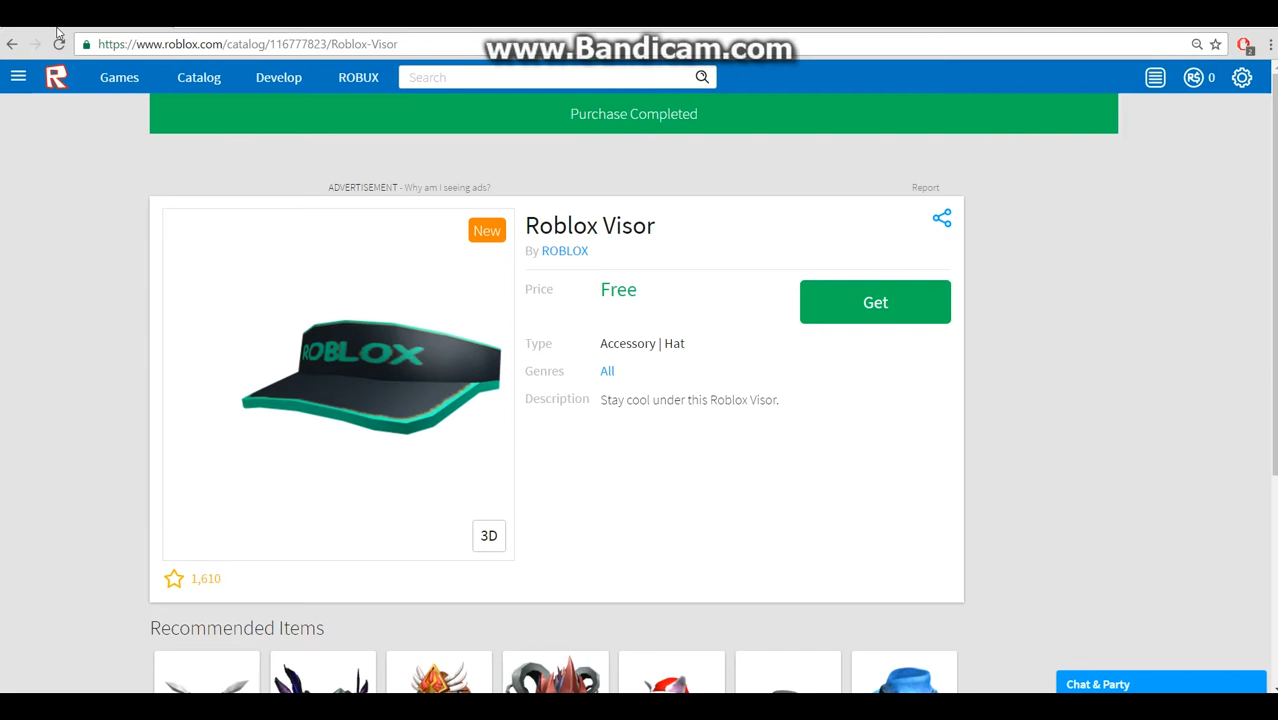 https://www.roblox.com/catalog/116777823/Roblox-Visor
www.Bandicam.com
2
R
Games
Catalog
Develop
ROBUX
Search
R$ 0
Purchase Completed
ADVERTISEMENT - Why am I seeing ads?
Report
New
ROBLOX
3D
1,610
Roblox Visor
By ROBLOX
Price Free
Get
Type Accessory | Hat
Genres All
Description Stay cool under this Roblox Visor.
Recommended Items
Chat & Party